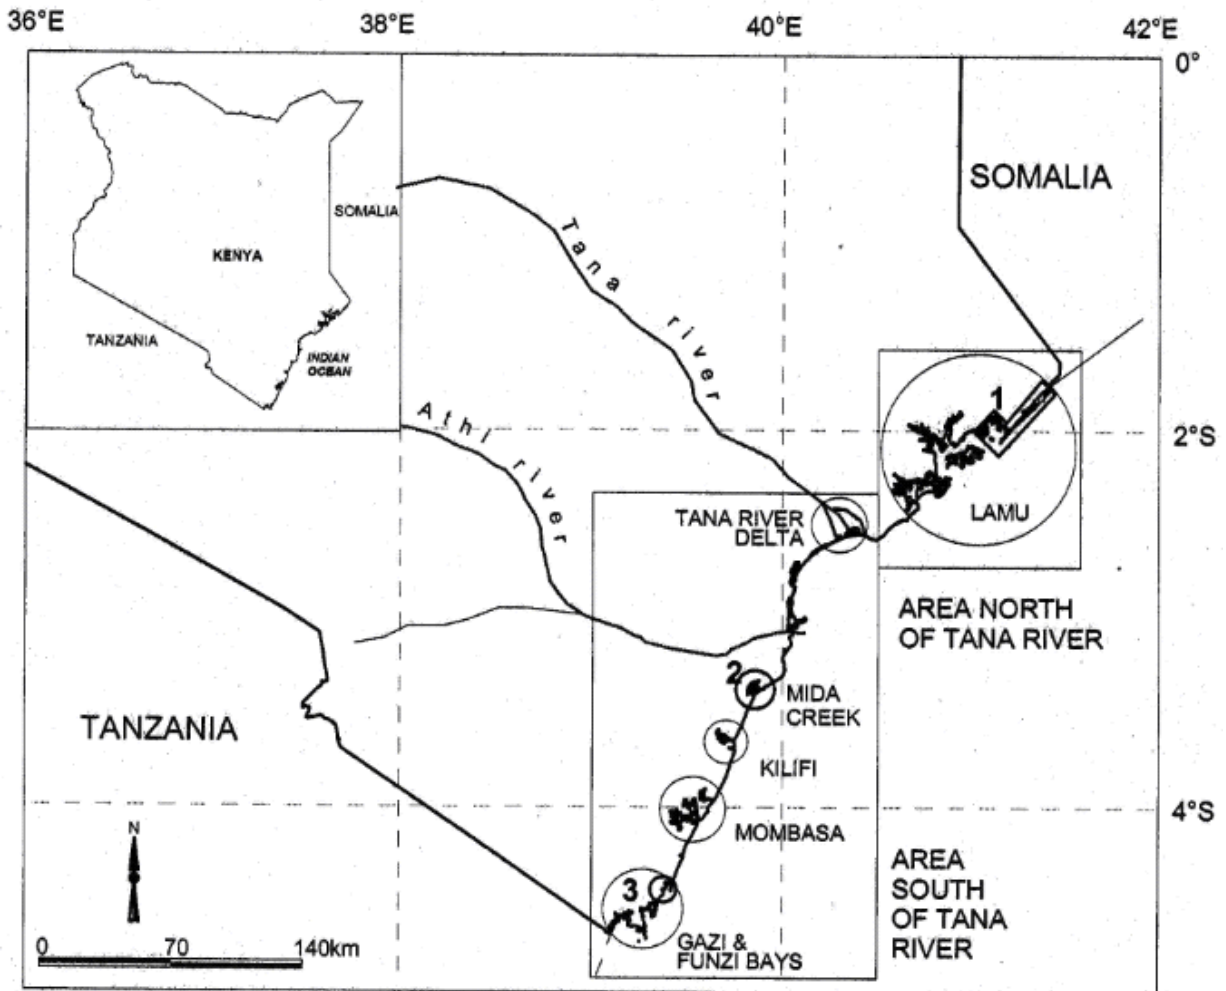 36°E
38°E
40°E
42°E
0°
SOMALIA
SOMALIA
KENYA
TANZANIA
INDIAN
OCEAN
Tana river
Athi river
1
2°S
LAMU
TANA RIVER
DELTA
AREA NORTH
OF TANA RIVER
2
MIDA
CREEK
TANZANIA
KILIFI
4°S
MOMBASA
N
AREA
SOUTH
OF TANA
RIVER
3
GAZI &
FUNZI BAYS
0 70 140km